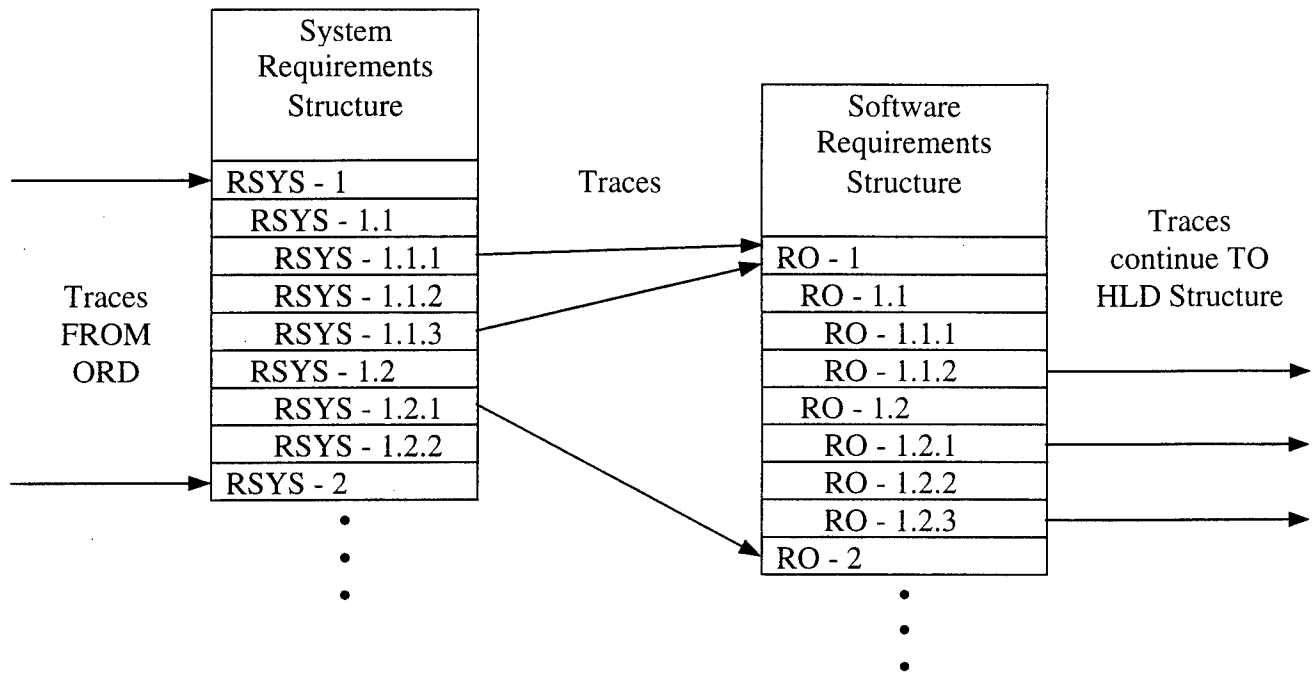 System
Requirements
Structure
RSYS - 1
RSYS - 1.1
RSYS - 1.1.1
RSYS - 1.1.2
RSYS - 1.1.3
RSYS - 1.2
RSYS - 1.2.1
RSYS - 1.2.2
RSYS - 2
Traces
FROM
ORD
Traces
Software
Requirements
Structure
RO - 1
RO - 1.1
RO - 1.1.1
RO - 1.1.2
RO - 1.2
RO - 1.2.1
RO - 1.2.2
RO - 1.2.3
RO - 2
Traces
continue TO
HLD Structure